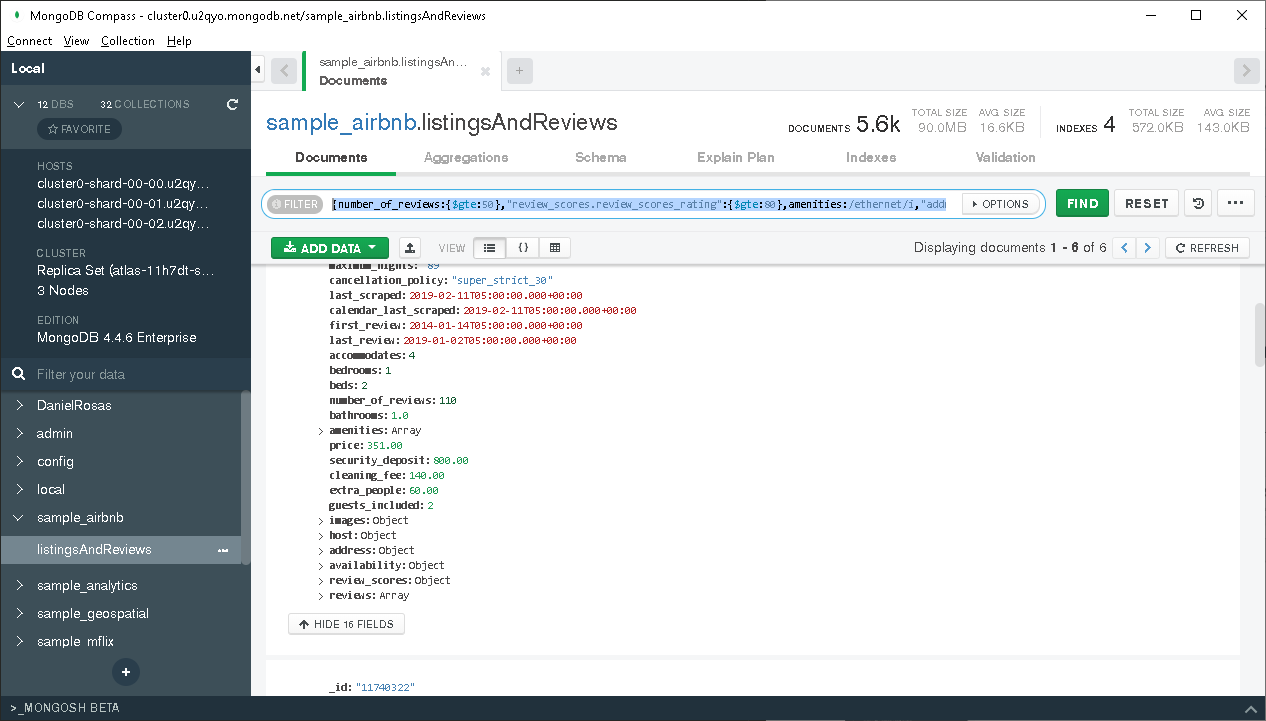 MongoDB Compass - cluster0.u2qyo.mongodb.net/sample_airbnb.listingsAndReviews
Connect View Collection Help
Local
12 DBS 32 COLLECTIONS
FAVORITE
HOSTS
cluster0-shard-00-00.u2qy...
cluster0-shard-00-01.u2qy...
cluster0-shard-00-02.u2qy...
CLUSTER
Replica Set (atlas-11h7dt-s...
3 Nodes
EDITION
MongoDB 4.4.6 Enterprise
Filter your data
DanielRosas
admin
config
local
sample_airbnb
listingsAndReviews
sample_analytics
sample_geospatial
sample_mflix
sample_airbnb.listingsAn...
Documents
sample_airbnb.listingsAndReviews
DOCUMENTS 5.6k TOTAL SIZE 90.0MB AVG. SIZE 16.6KB INDEXES 4 TOTAL SIZE 572.0KB AVG. SIZE 143.0KB
Documents Aggregations Schema Explain Plan Indexes Validation
FILTER {number_of_reviews:{$gte:50},"review_scores.review_scores_rating":{$gte:80},amenities:/ethernet/i,"add OPTIONS FIND RESET
ADD DATA VIEW {} Displaying documents 1 - 6 of 6 REFRESH
maximum_nights: "89
cancellation_policy: "super_strict_30"
last_scraped: 2019-02-11T05:00:00.000+00:00
calendar_last_scraped: 2019-02-11T05:00:00.000+00:00
first_review: 2014-01-14T05:00:00.000+00:00
last_review: 2019-01-02T05:00:00.000+00:00
accommodates: 4
bedrooms: 1
beds: 2
number_of_reviews: 110
bathrooms: 1.0
amenities: Array
price: 351.00
security_deposit: 800.00
cleaning_fee: 140.00
extra_people: 60.00
guests_included: 2
images: Object
host: Object
address: Object
availability: Object
review_scores: Object
reviews: Array
HIDE 16 FIELDS
_id: "11740322"
>_MONGOSH BETA